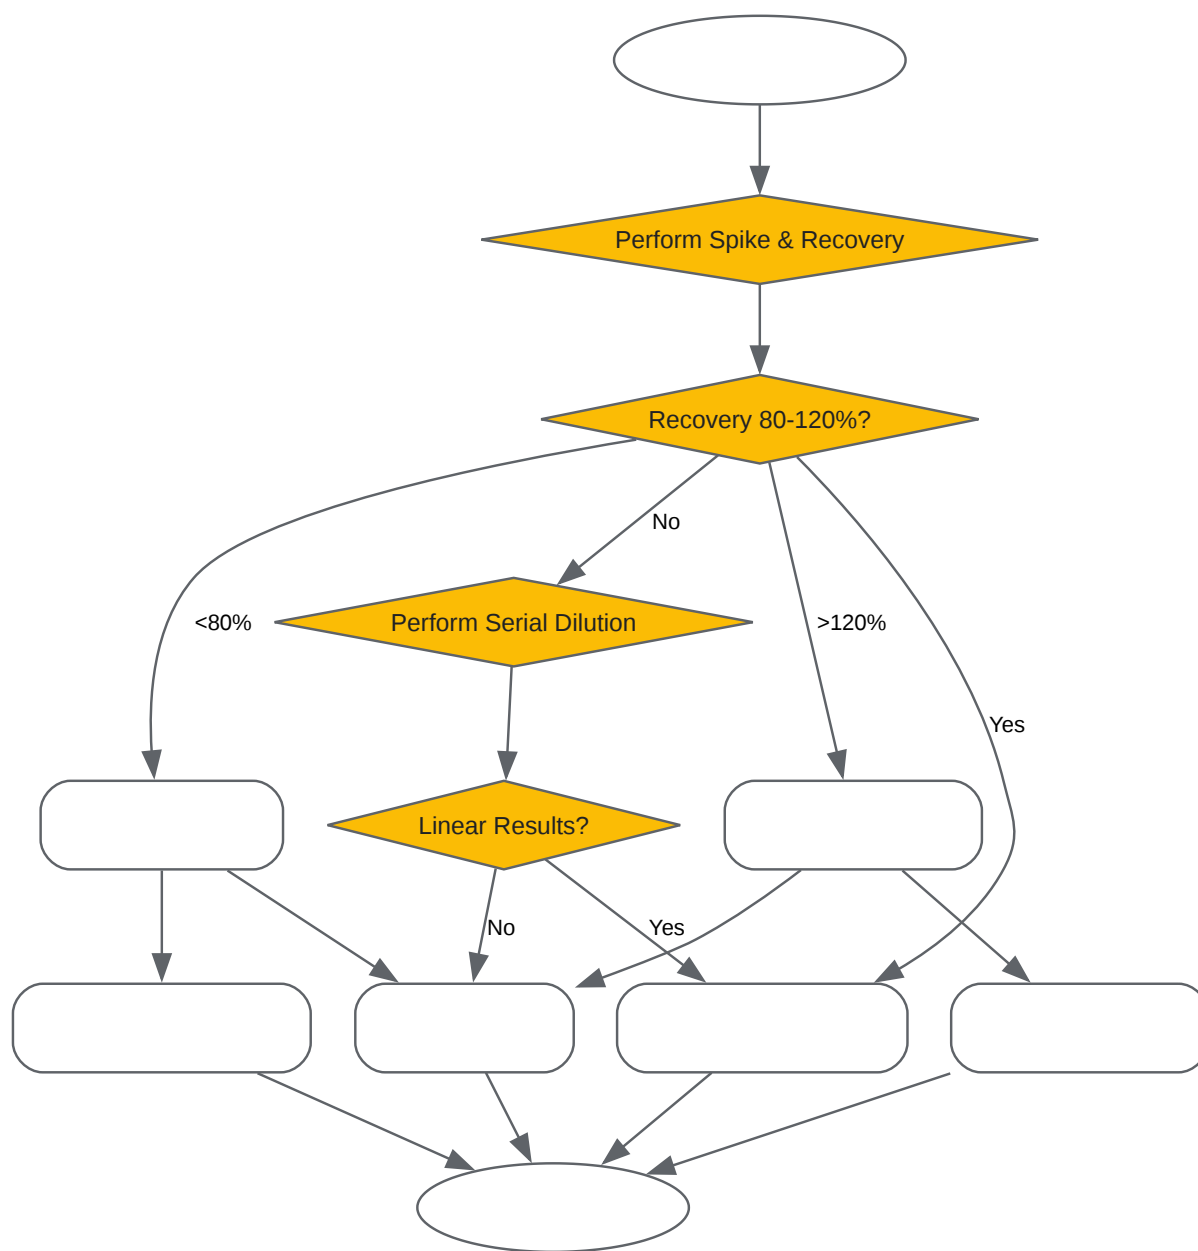 Perform Spike & Recovery
Recovery 80-120%?
No
<80%
Perform Serial Dilution
>120%
Yes
Linear Results?
No
Yes